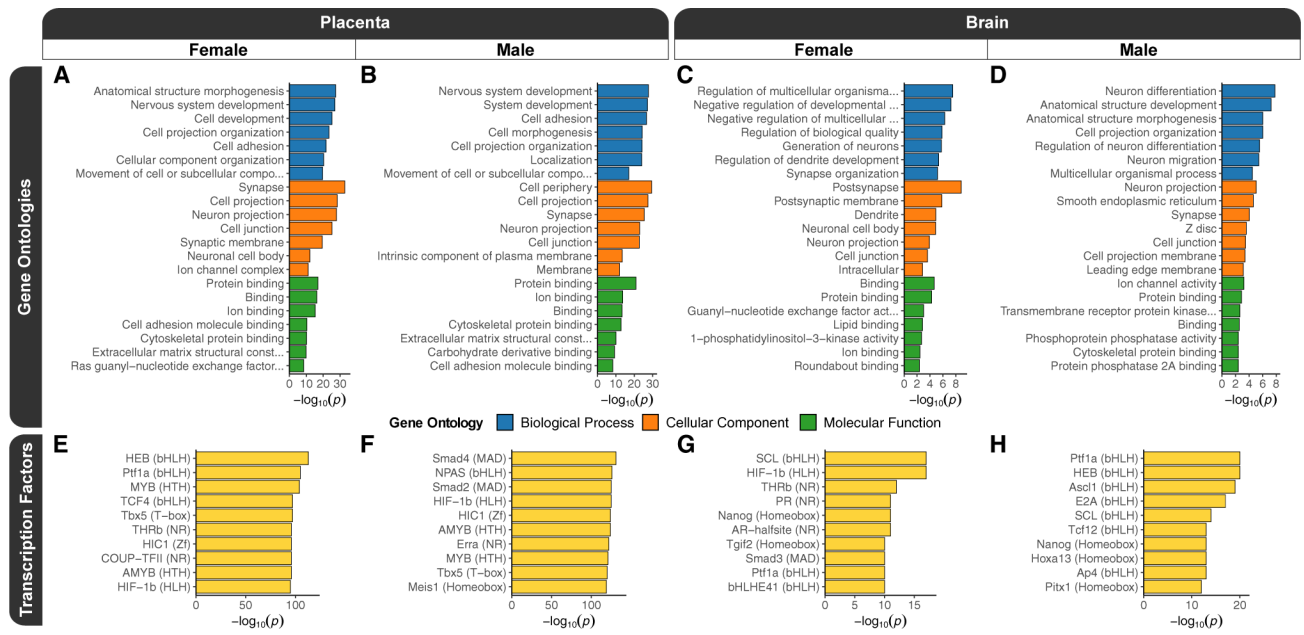 Placenta
Brain
Female
Male
Female
Male
Gene Ontologies
A
Anatomical structure morphogenesis
Nervous system development
Cell development
Cell projection organization
Cell adhesion
Cellular component organization
Movement of cell or subcellular compo...
Synapse
Cell projection
Neuron projection
Cell junction
Synaptic membrane
Neuronal cell body
Ion channel complex
Protein binding
Binding
Ion binding
Cell adhesion molecule binding
Cytoskeletal protein binding
Extracellular matrix structural const...
Ras guanyl−nucleotide exchange factor...
0 10 20 30
−log10(p)
B
Nervous system development
System development
Cell adhesion
Cell morphogenesis
Cell projection organization
Localization
Movement of cell or subcellular compo...
Cell periphery
Cell projection
Synapse
Neuron projection
Cell junction
Intrinsic component of plasma membrane
Membrane
Protein binding
Ion binding
Binding
Cytoskeletal protein binding
Extracellular matrix structural const...
Carbohydrate derivative binding
Cell adhesion molecule binding
0 10 20 30
−log10(p)
C
Regulation of multicellular organisma...
Negative regulation of developmental ...
Negative regulation of multicellular ...
Regulation of biological quality
Generation of neurons
Regulation of dendrite development
Synapse organization
Postsynapse
Postsynaptic membrane
Dendrite
Neuronal cell body
Neuron projection
Cell junction
Intracellular
Binding
Protein binding
Guanyl−nucleotide exchange factor act...
Lipid binding
1−phosphatidylinositol−3−kinase activity
Ion binding
Roundabout binding
0 2 4 6 8
−log10(p)
D
Neuron differentiation
Anatomical structure development
Anatomical structure morphogenesis
Cell projection organization
Regulation of neuron differentiation
Neuron migration
Multicellular organismal process
Neuron projection
Smooth endoplasmic reticulum
Synapse
Z disc
Cell junction
Cell projection membrane
Leading edge membrane
Ion channel activity
Protein binding
Transmembrane receptor protein kinase...
Binding
Phosphoprotein phosphatase activity
Cytoskeletal protein binding
Protein phosphatase 2A binding
0 2 4 6 8
−log10(p)
Gene Ontology Biological Process Cellular Component Molecular Function
Transcription Factors
E
HEB (bHLH)
Ptf1a (bHLH)
MYB (HTH)
TCF4 (bHLH)
Tbx5 (T−box)
THRb (NR)
HIC1 (Zf)
COUP−TFII (NR)
AMYB (HTH)
HIF−1b (HLH)
0 50 100
−log10(p)
F
Smad4 (MAD)
NPAS (bHLH)
Smad2 (MAD)
HIF−1b (HLH)
HIC1 (Zf)
AMYB (HTH)
Erra (NR)
MYB (HTH)
Tbx5 (T−box)
Meis1 (Homeobox)
0 50 100
−log10(p)
G
SCL (bHLH)
HIF−1b (HLH)
THRb (NR)
PR (NR)
Nanog (Homeobox)
AR−halfsite (NR)
Tgif2 (Homeobox)
Smad3 (MAD)
Ptf1a (bHLH)
bHLHE41 (bHLH)
0 5 10 15
−log10(p)
H
Ptf1a (bHLH)
HEB (bHLH)
Ascl1 (bHLH)
E2A (bHLH)
SCL (bHLH)
Tcf12 (bHLH)
Nanog (Homeobox)
Hoxa13 (Homeobox)
Ap4 (bHLH)
Pitx1 (Homeobox)
0 10 20
−log10(p)